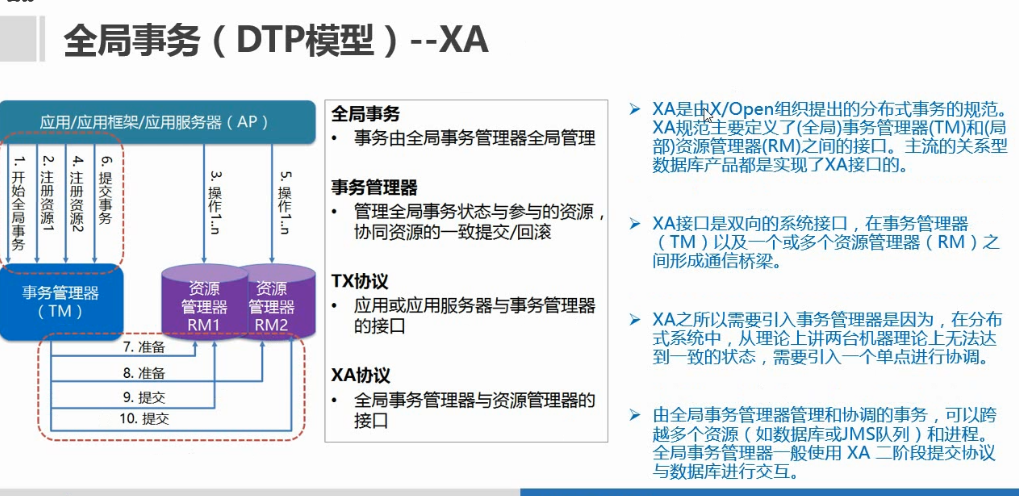 全局事务（DTP模型）--XA
应用/应用框架/应用服务器（AP）
1. 开始全局事务
2. 注册资源1
4. 注册资源2
6. 提交事务
3. 操作1..n
5. 操作1..n
事务管理器
（TM）
资源
管理器
RM1
资源
管理器
RM2
7. 准备
8. 准备
9. 提交
10. 提交
全局事务
• 事务由全局事务管理器全局管理
事务管理器
• 管理全局事务状态与参与的资源，
协同资源的一致提交/回滚
TX协议
• 应用或应用服务器与事务管理器
的接口
XA协议
• 全局事务管理器与资源管理器的
接口
➢ XA是由X/Open组织提出的分布式事务的规范。
XA规范主要定义了(全局)事务管理器(TM)和(局
部)资源管理器(RM)之间的接口。主流的关系型
数据库产品都是实现了XA接口的。
➢ XA接口是双向的系统接口，在事务管理器
（TM）以及一个或多个资源管理器（RM）之
间形成通信桥梁。
➢ XA之所以需要引入事务管理器是因为，在分布
式系统中，从理论上讲两台机器理论上无法达
到一致的状态，需要引入一个单点进行协调。
➢ 由全局事务管理器管理和协调的事务，可以跨
越多个资源（如数据库或JMS队列）和进程。
全局事务管理器一般使用 XA 二阶段提交协议
与数据库进行交互。